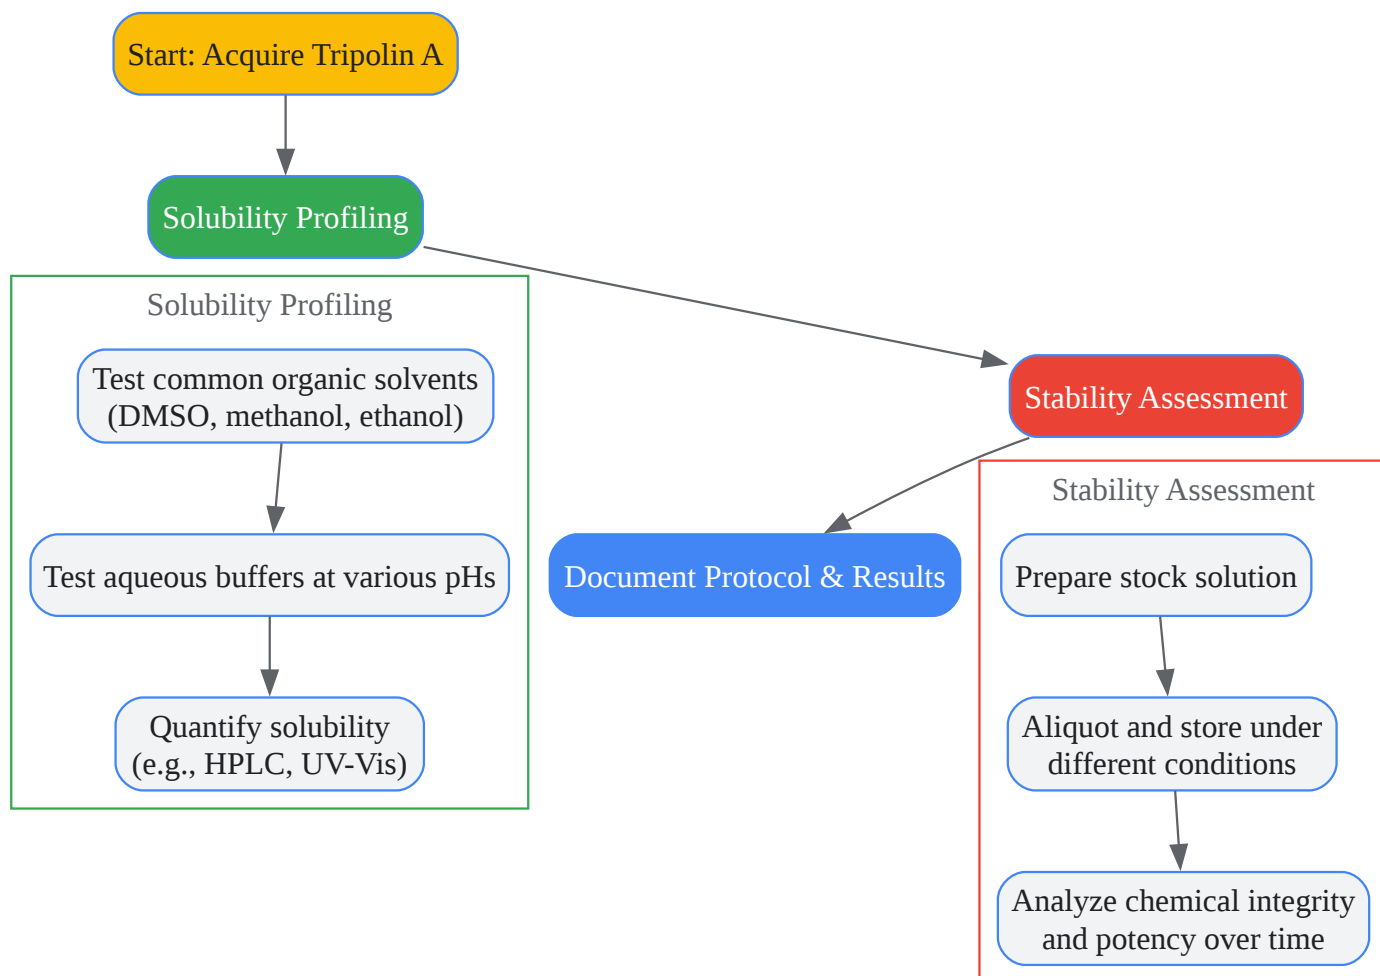 Start: Acquire Tripolin A
Solubility Profiling
Solubility Profiling
Test common organic solvents
(DMSO, methanol, ethanol)
Test aqueous buffers at various pHs
Quantify solubility
(e.g., HPLC, UV-Vis)
Stability Assessment
Document Protocol & Results
Stability Assessment
Prepare stock solution
Aliquot and store under
different conditions
Analyze chemical integrity
and potency over time